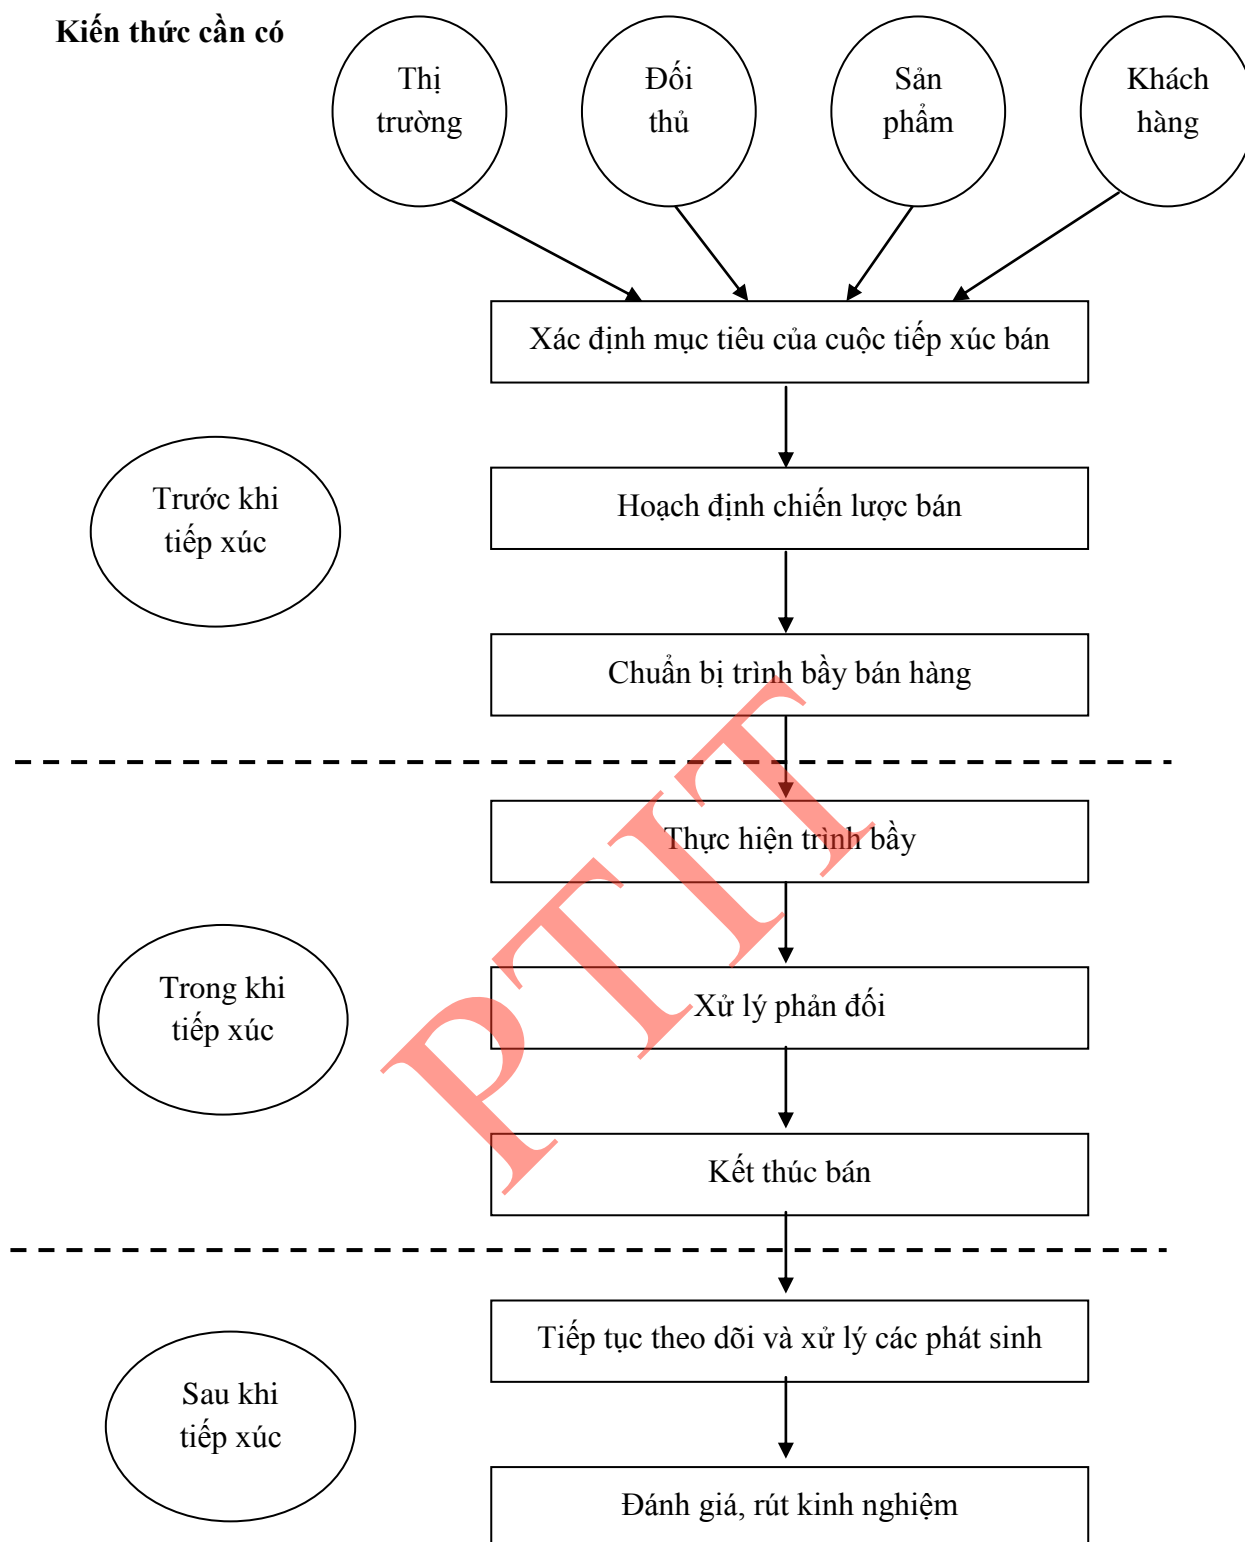 Kiến thức cần có
Thị
trường
Đối
thủ
Sản
phẩm
Khách
hàng
Xác định mục tiêu của cuộc tiếp xúc bán
Trước khi
tiếp xúc
Hoạch định chiến lược bán
Chuẩn bị trình bầy bán hàng
Thực hiện trình bầy
Trong khi
tiếp xúc
Xử lý phản đối
Kết thúc bán
PTIT
Tiếp tục theo dõi và xử lý các phát sinh
Sau khi
tiếp xúc
Đánh giá, rút kinh nghiệm